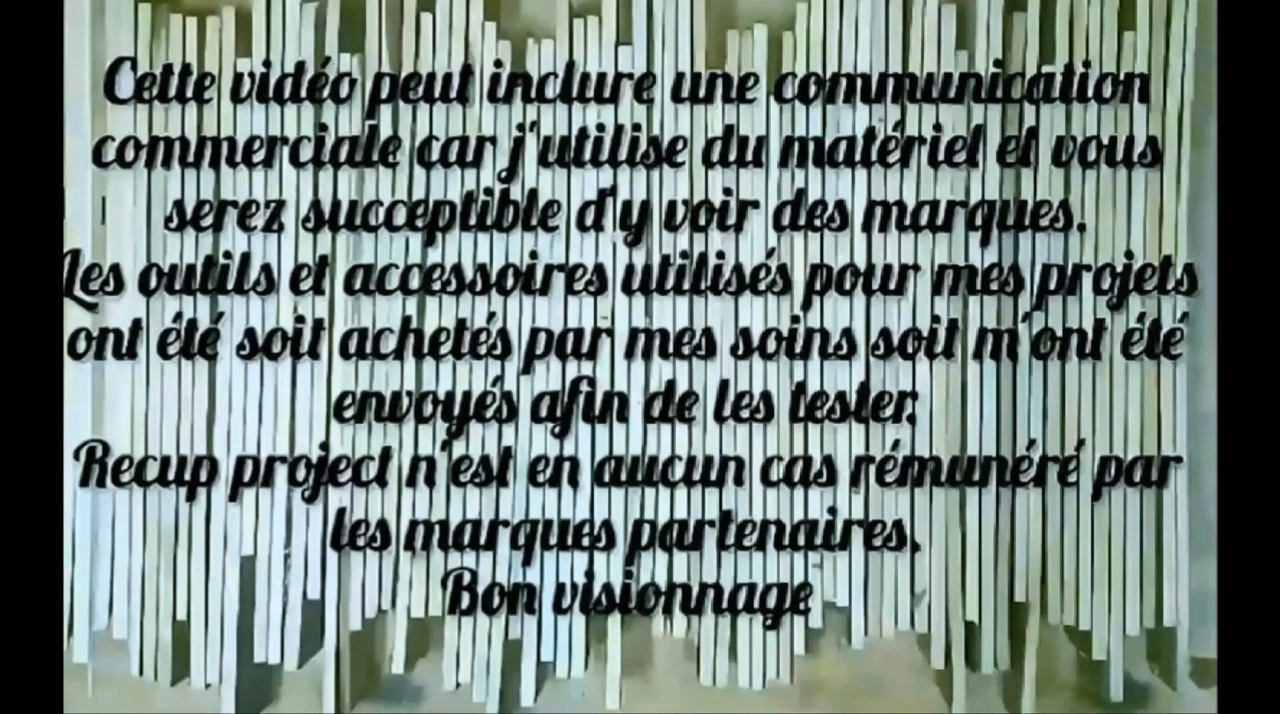 Cette vidéo peut inclure une communication
commerciale car j'utilise du matériel et vous
serez succeptible d'y voir des marques.
Les outils et accessoires utilisés pour mes projets
ont été soit achetés par mes soins soit m'ont été
envoyés afin de les tester.
Recup project n'est en aucun cas rémunéré par
les marques partenaires.
Bon visionnage